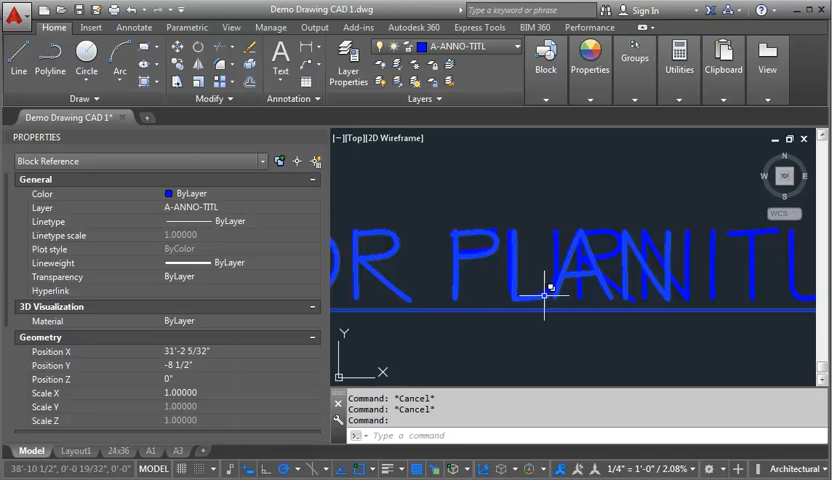 Demo Drawing CAD 1.dwg
Type a keyword or phrase
Sign In
Home Insert Annotate Parametric View Manage Output Add-ins Autodesk 360 Express Tools BIM 360 Performance
Line Polyline Circle Arc
Text
Layer Properties
A-ANNO-TITL
Block Properties Groups Utilities Clipboard View
Draw Modify Annotation Layers
Demo Drawing CAD 1*
PROPERTIES
Block Reference
General
Color ByLayer
Layer A-ANNO-TITL
Linetype ByLayer
Linetype scale 1.00000
Plot style ByColor
Lineweight ByLayer
Transparency ByLayer
Hyperlink
3D Visualization
Material ByLayer
Geometry
Position X 31'-2 5/32"
Position Y -8 1/2"
Position Z 0"
Scale X 1.00000
Scale Y 1.00000
Scale Z 1.00000
[−][Top][2D Wireframe]
N
W TOP E
S
WCS
OR PLAN
Y
X
Command: *Cancel*
Command: *Cancel*
Command:
Type a command
Model Layout1 24x36 A1 A3
38'-10 1/2", 0'-0 19/32", 0'-0" MODEL
1/4" = 1'-0" / 2.08%
Architectural